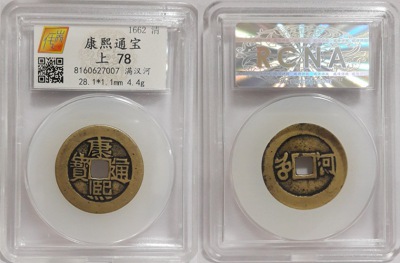 1662 清
康熙通宝
上 78
8160627007 满汉河
28.1*1.1mm 4.4g
康熙通寶
RCNA
河